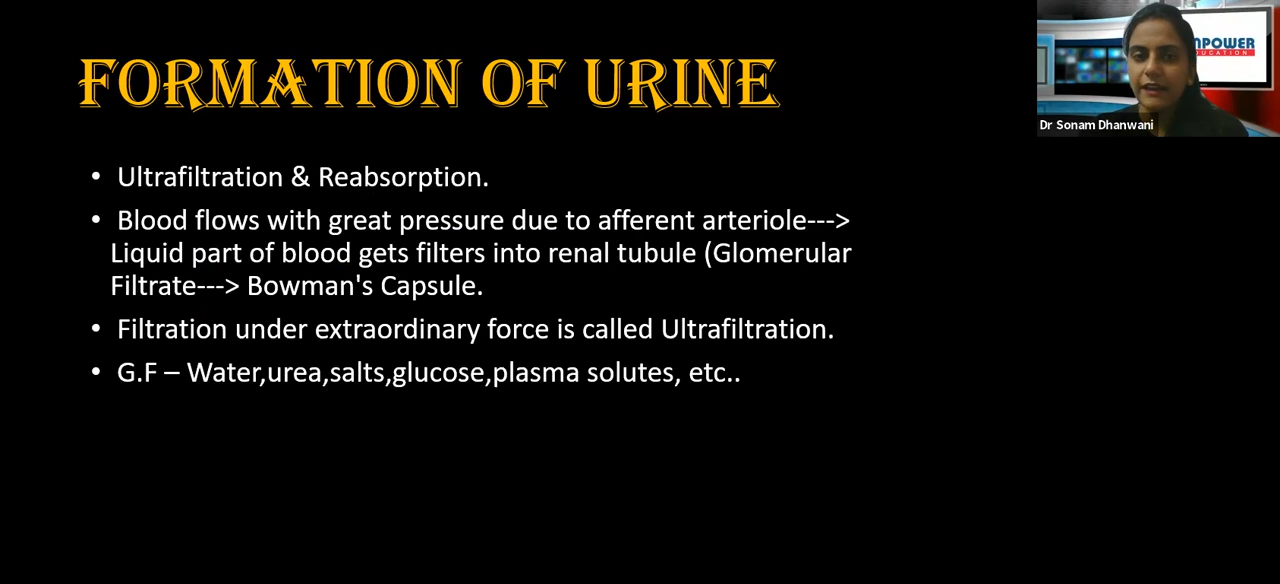 FORMATION OF URINE
• Ultrafiltration & Reabsorption.
• Blood flows with great pressure due to afferent arteriole--->
Liquid part of blood gets filters into renal tubule (Glomerular
Filtrate---> Bowman's Capsule.
• Filtration under extraordinary force is called Ultrafiltration.
• G.F – Water,urea,salts,glucose,plasma solutes, etc..
NPOWER
UCATION
Dr Sonam Dhanwani